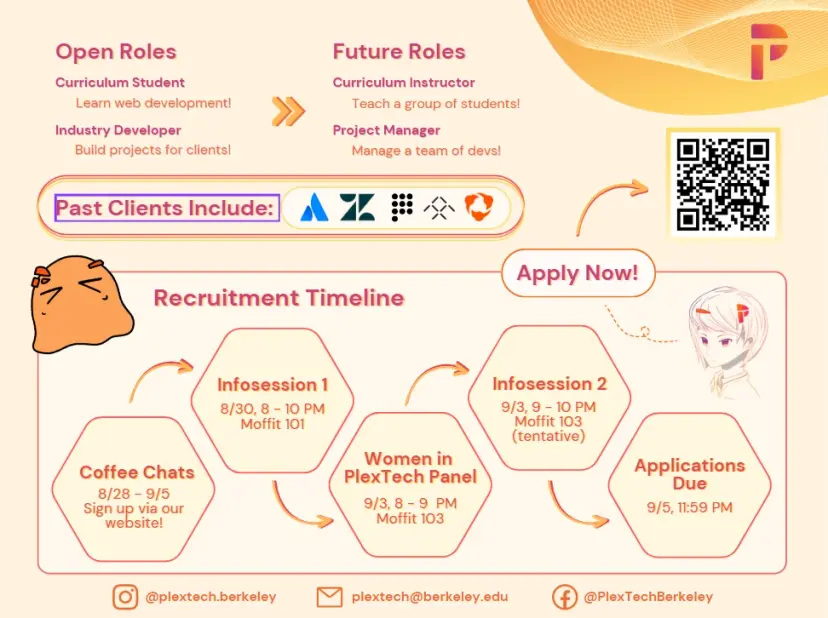 Open Roles
Curriculum Student
Learn web development!
Industry Developer
Build projects for clients!
Future Roles
Curriculum Instructor
Teach a group of students!
Project Manager
Manage a team of devs!
Past Clients Include:
Apply Now!
Recruitment Timeline
Coffee Chats
8/28 - 9/5
Sign up via our
website!
Infosession 1
8/30, 8 - 10 PM
Moffit 101
Women in
PlexTech Panel
9/3, 8 - 9 PM
Moffit 103
Infosession 2
9/3, 9 - 10 PM
Moffit 103
(tentative)
Applications
Due
9/5, 11:59 PM
@plextech.berkeley
plextech@berkeley.edu
@PlexTechBerkeley